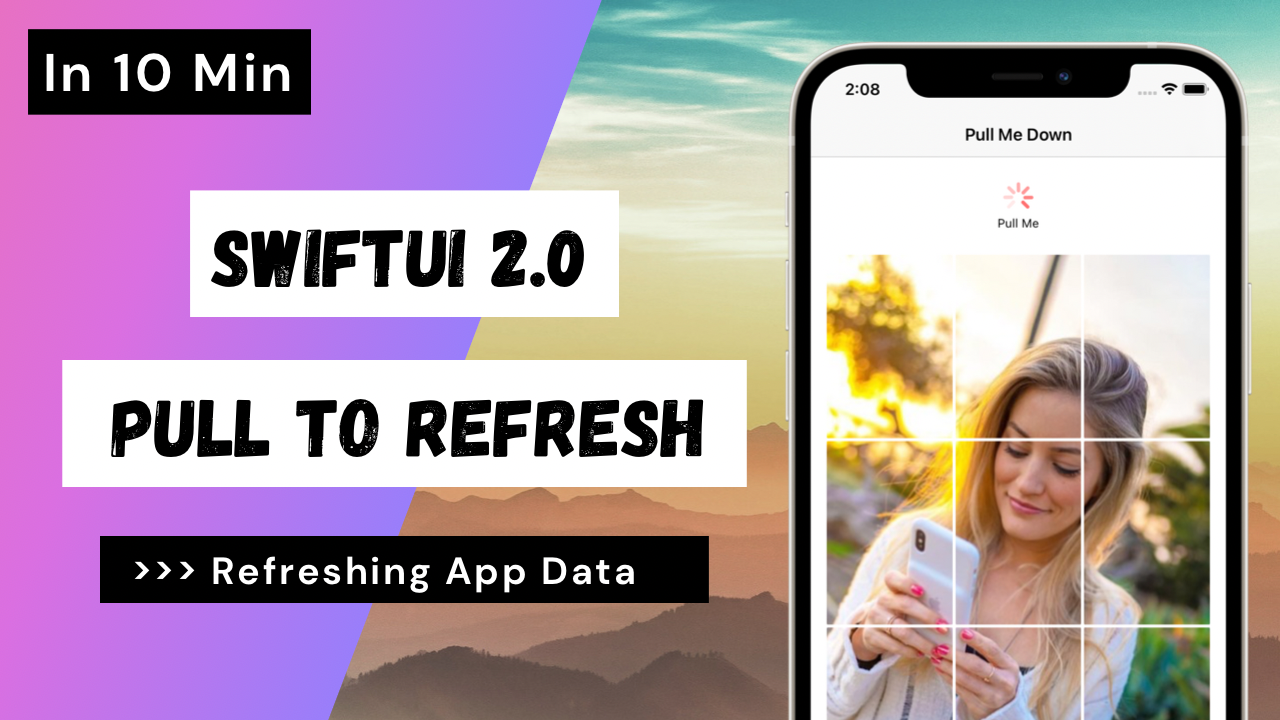 In 10 Min
SWIFTUI 2.0
PULL TO REFRESH
>>> Refreshing App Data
2:08
Pull Me Down
Pull Me